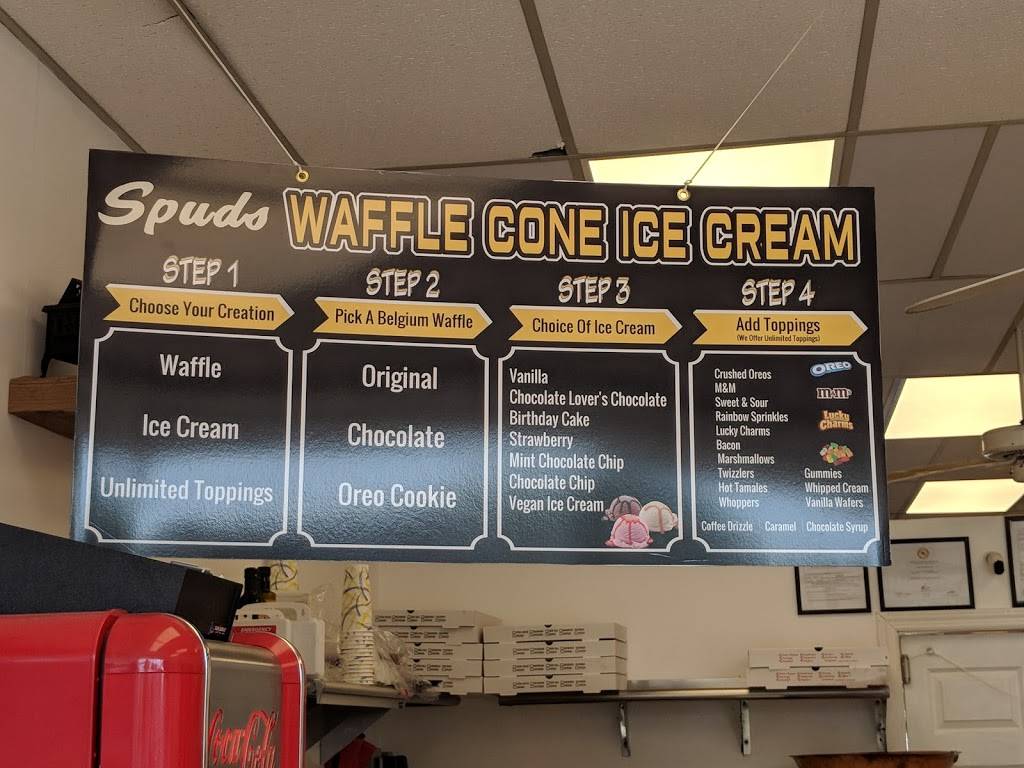 Spuds WAFFLE CONE ICE CREAM
STEP 1
Choose Your Creation
Waffle
Ice Cream
Unlimited Toppings
STEP 2
Pick A Belgium Waffle
Original
Chocolate
Oreo Cookie
STEP 3
Choice Of Ice Cream
Vanilla
Chocolate Lover's Chocolate
Birthday Cake
Strawberry
Mint Chocolate Chip
Chocolate Chip
Vegan Ice Cream
STEP 4
Add Toppings
(We Offer Unlimited Toppings)
Crushed Oreos
M&M
Sweet & Sour
Rainbow Sprinkles
Lucky Charms
Bacon
Marshmallows
Twizzlers
Hot Tamales
Whoppers
OREO
m&m's
Lucky
Charms
Gummies
Whipped Cream
Vanilla Wafers
Coffee Drizzle | Caramel | Chocolate Syrup
EMERGENCY
Coca-Cola